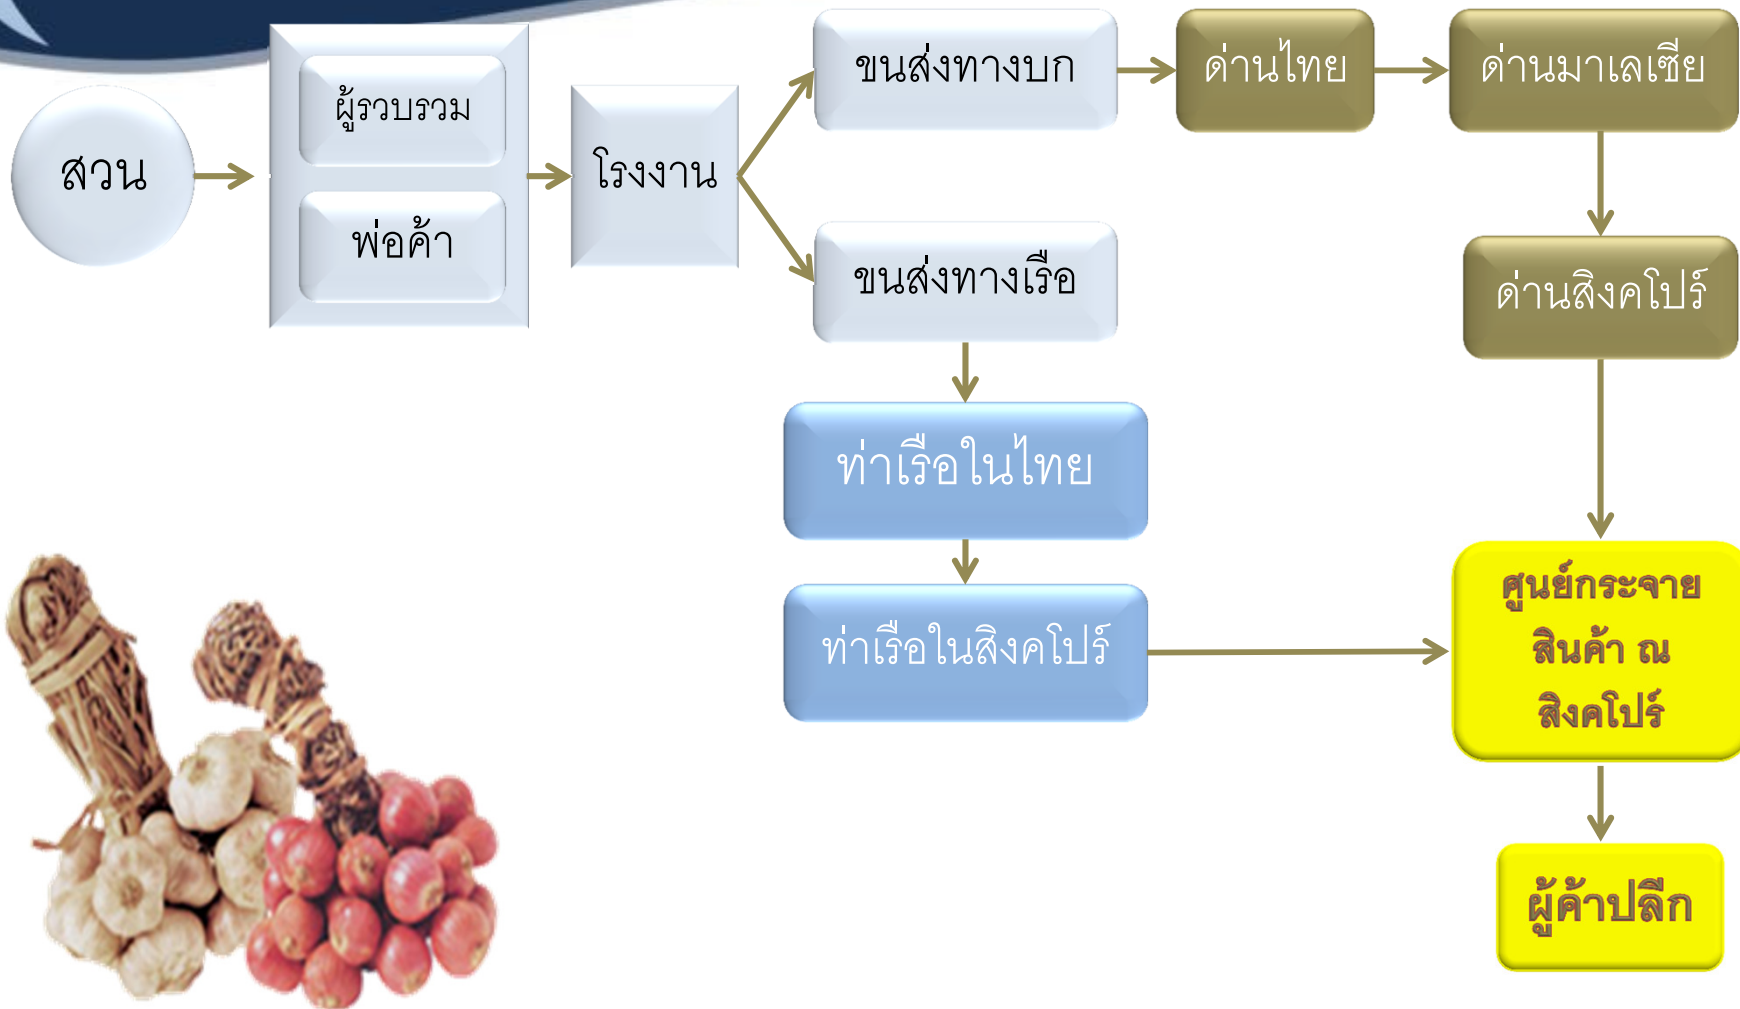 สวน
ผู้รวบรวม
พ่อค้า
โรงงาน
ขนส่งทางบก
ด่านไทย
ด่านมาเลเซีย
ขนส่งทางเรือ
ด่านสิงคโปร์
ท่าเรือในไทย
ท่าเรือในสิงคโปร์
ศูนย์กระจาย
สินค้า ณ
สิงคโปร์
ผู้ค้าปลีก